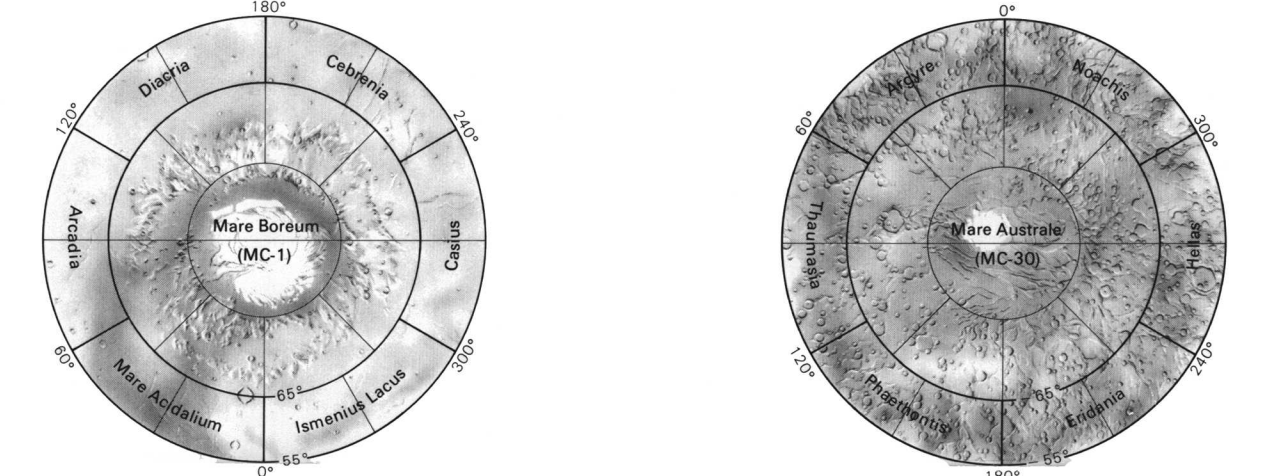 180°
Diacria
Cebrenia
120°
240°
Arcadia
Mare Boreum
(MC-1)
Casius
60°
300°
Mare Acidalium
65°
Ismenius Lacus
55°
0°
0°
Argyre
Noachis
60°
300°
Thaumasia
Mare Australe
(MC-30)
Hellas
120°
240°
Phaethontis
65°
Eridania
55°
180°